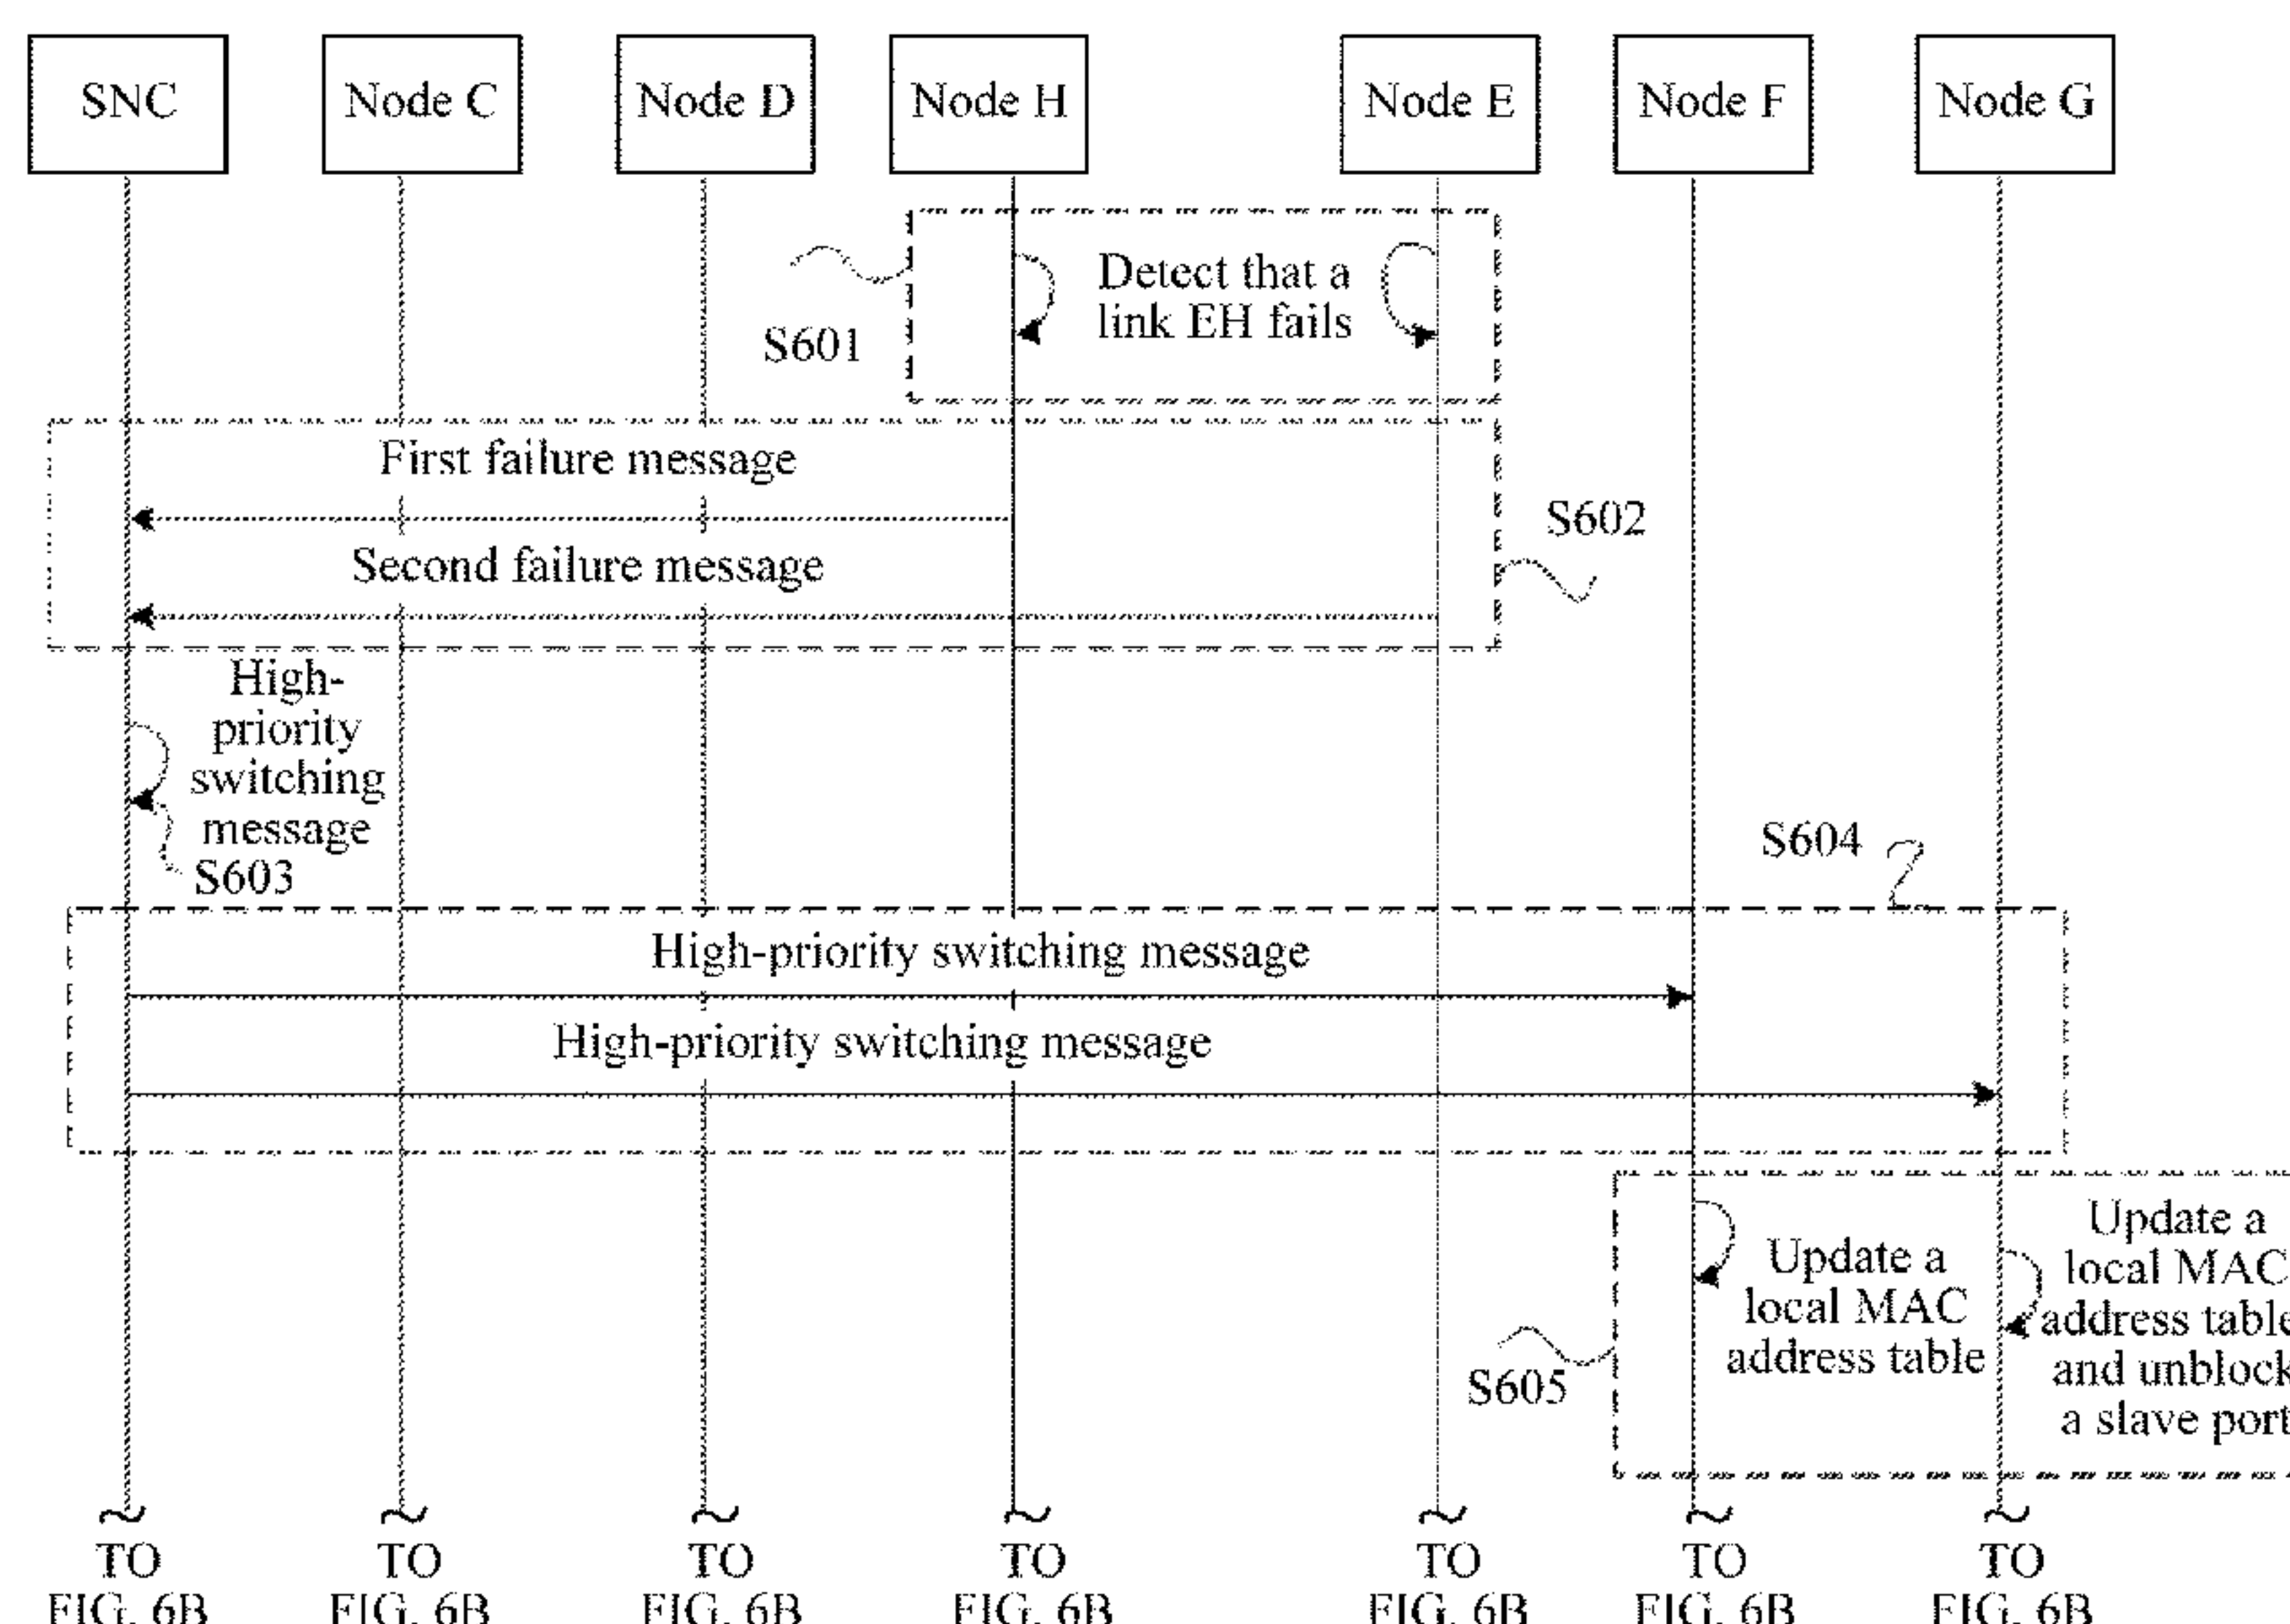 SNC
Node C
Node D
Node H
Node E
Node F
Node G
Detect that a
link EH fails
S601
First failure message
S602
Second failure message
High-
priority
switching
message
S603
S604
High-priority switching message
High-priority switching message
Update a
local MAC
address table
Update a
local MAC
address table
and unblock
a slave port
S605
TO
FIG. 6B
TO
FIG. 6B
TO
FIG. 6B
TO
FIG. 6B
TO
FIG. 6B
TO
FIG. 6B
TO
FIG. 6B